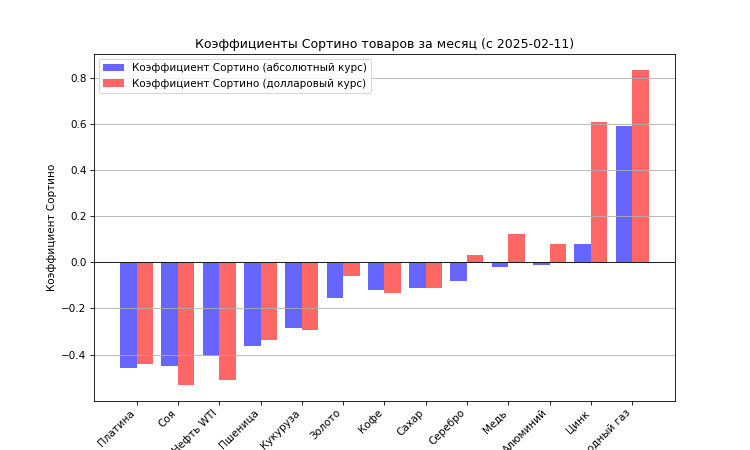 Коэффициенты Сортино товаров за месяц (с 2025-02-11)
Коэффициент Сортино (абсолютный курс)
Коэффициент Сортино (долларовый курс)
Коэффициент Сортино
0.8
0.6
0.4
0.2
0.0
−0.2
−0.4
Платина
Соя
Нефть WTI
Пшеница
Кукуруза
Золото
Кофе
Сахар
Серебро
Медь
Алюминий
Цинк
газ